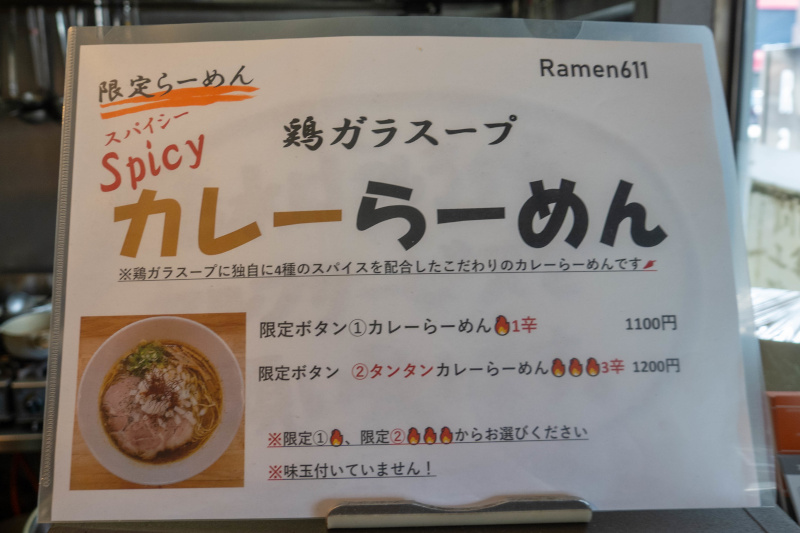 限定らーめん
Ramen611
スパイシー
Spicy
鶏ガラスープ
カレーらーめん
※鶏ガラスープに独自に4種のスパイスを配合したこだわりのカレーらーめんです🌶
限定ボタン①カレーらーめん🔥1辛 1100円
限定ボタン ②タンタンカレーらーめん🔥🔥🔥3辛 1200円
※限定①🔥、限定②🔥🔥🔥からお選びください
※味玉付いていません！